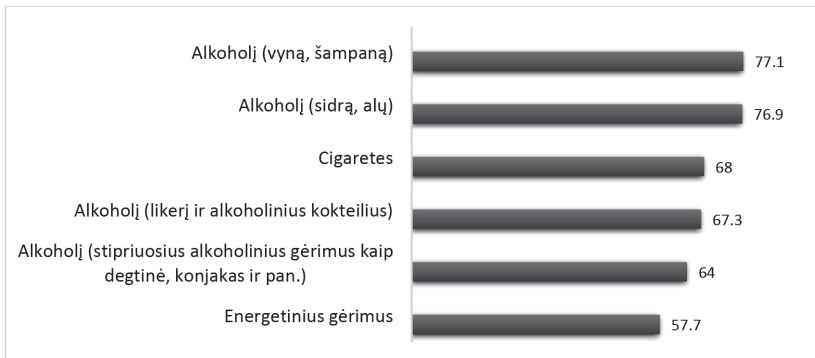 Alkoholį (vyną, šampaną) 77.1
Alkoholį (sidrą, alų) 76.9
Cigaretes 68
Alkoholį (likerį ir alkoholinius kokteilius) 67.3
Alkoholį (stipriuosius alkoholinius gėrimus kaip
degtinė, konjakas ir pan.) 64
Energetinius gėrimus 57.7